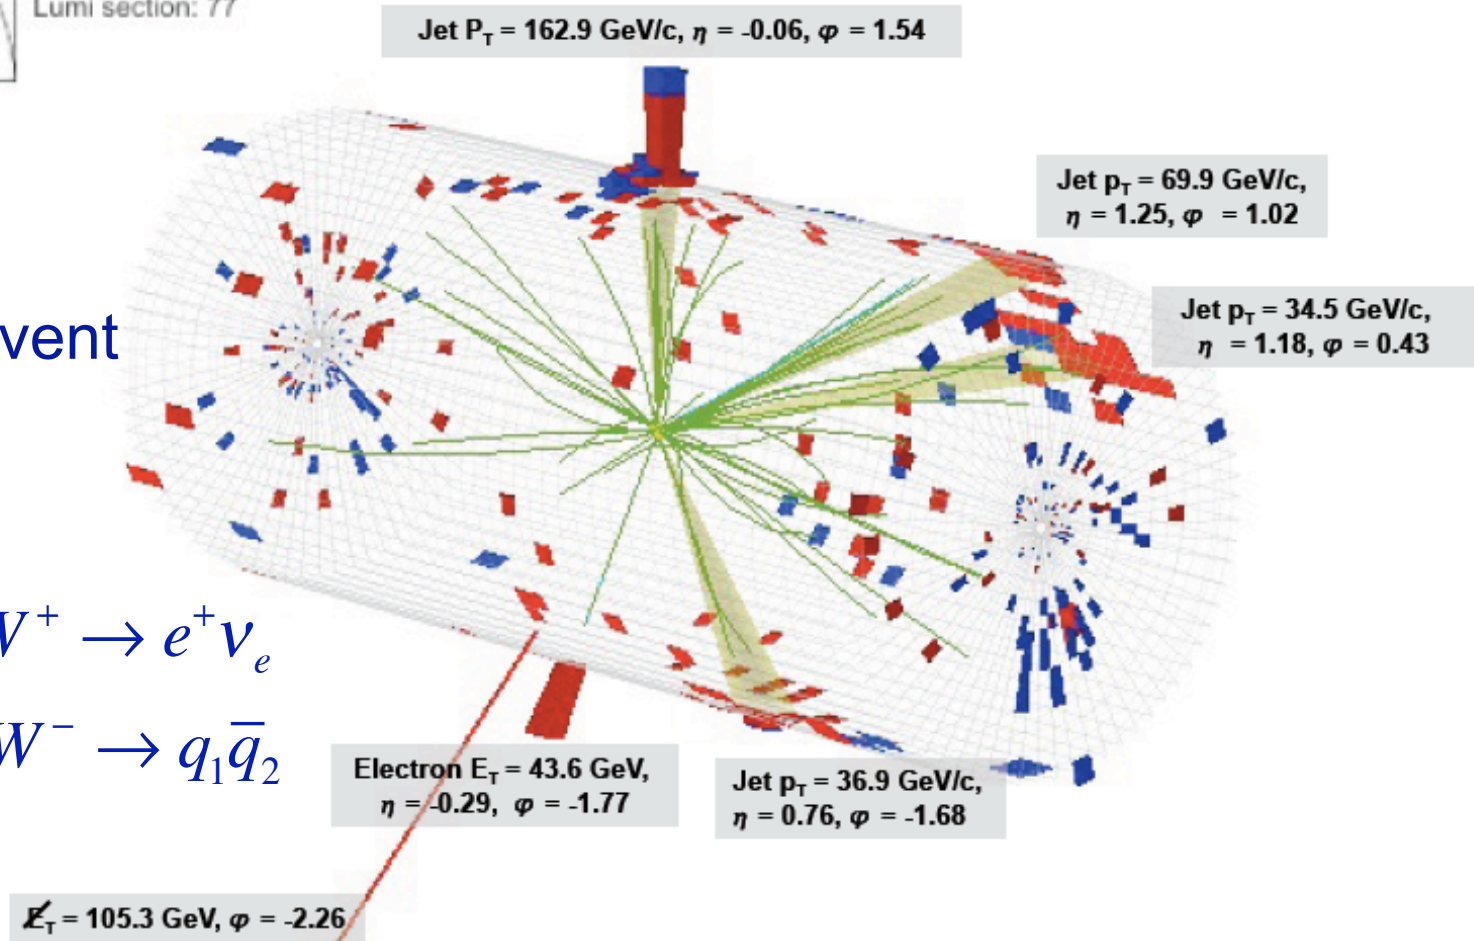 Lumi section: 77
Jet P_T = 162.9 GeV/c, η = -0.06, φ = 1.54
Jet p_T = 69.9 GeV/c,
η = 1.25, φ = 1.02
Jet p_T = 34.5 GeV/c,
η = 1.18, φ = 0.43
vent
W⁺ → e⁺ν_e
W⁻ → q₁q̅₂
Electron E_T = 43.6 GeV,
η = -0.29, φ = -1.77
Jet p_T = 36.9 GeV/c,
η = 0.76, φ = -1.68
E̸_T = 105.3 GeV, φ = -2.26